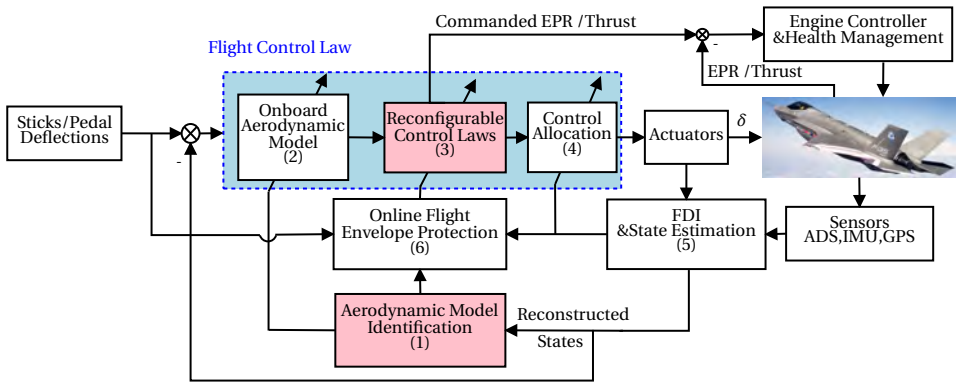 Commanded EPR /Thrust
Engine Controller
&Health Management
-
EPR /Thrust
Flight Control Law
Sticks/Pedal
Deflections
-
Onboard
Aerodynamic
Model
(2)
Reconfigurable
Control Laws
(3)
Control
Allocation
(4)
Actuators
δ
Online Flight
Envelope Protection
(6)
FDI
&State Estimation
(5)
Sensors
ADS,IMU,GPS
Aerodynamic Model
Identification
(1)
Reconstructed
States